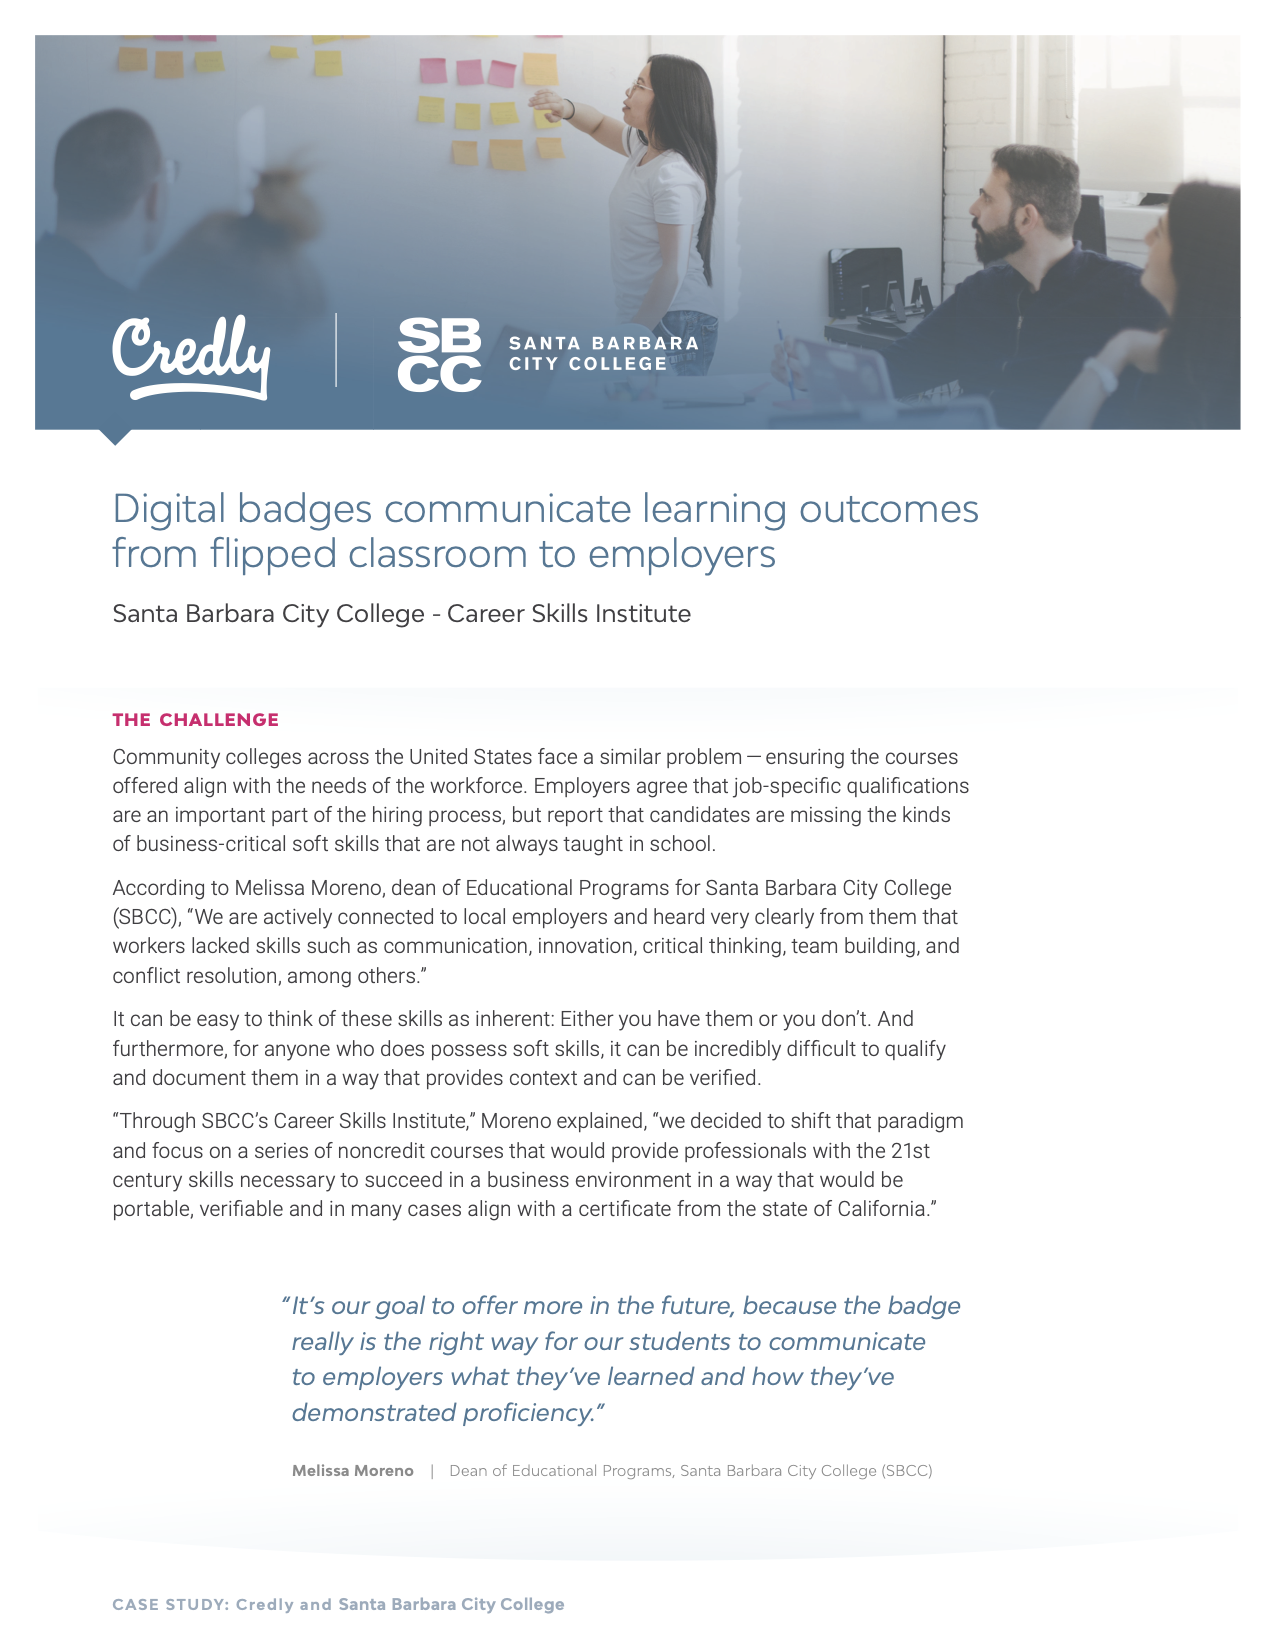 Credly
SB
CC
SANTA BARBARA
CITY COLLEGE
Digital badges communicate learning outcomes
from flipped classroom to employers
Santa Barbara City College - Career Skills Institute
THE CHALLENGE
Community colleges across the United States face a similar problem — ensuring the courses
offered align with the needs of the workforce. Employers agree that job-specific qualifications
are an important part of the hiring process, but report that candidates are missing the kinds
of business-critical soft skills that are not always taught in school.
According to Melissa Moreno, dean of Educational Programs for Santa Barbara City College
(SBCC), “We are actively connected to local employers and heard very clearly from them that
workers lacked skills such as communication, innovation, critical thinking, team building, and
conflict resolution, among others.”
It can be easy to think of these skills as inherent: Either you have them or you don’t. And
furthermore, for anyone who does possess soft skills, it can be incredibly difficult to qualify
and document them in a way that provides context and can be verified.
“Through SBCC’s Career Skills Institute,” Moreno explained, “we decided to shift that paradigm
and focus on a series of noncredit courses that would provide professionals with the 21st
century skills necessary to succeed in a business environment in a way that would be
portable, verifiable and in many cases align with a certificate from the state of California.”
“It’s our goal to offer more in the future, because the badge
really is the right way for our students to communicate
to employers what they’ve learned and how they’ve
demonstrated proficiency.”
Melissa Moreno | Dean of Educational Programs, Santa Barbara City College (SBCC)
CASE STUDY: Credly and Santa Barbara City College